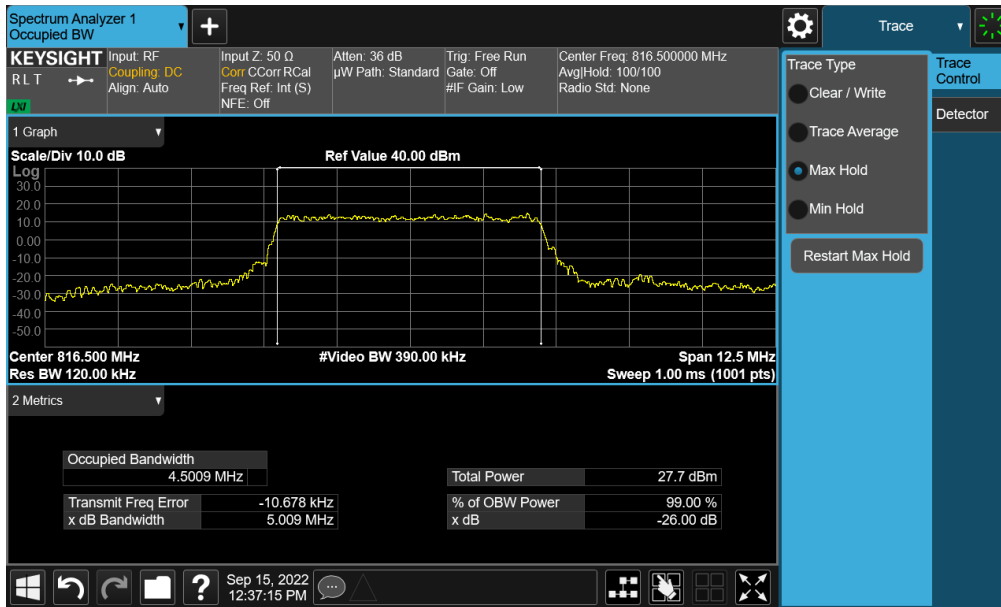 Spectrum Analyzer 1
Occupied BW
+
Trace
KEYSIGHT
R L T
LXI
Input: RF
Coupling: DC
Align: Auto
Input Z: 50 Ω
Corr CCorr RCal
Freq Ref: Int (S)
NFE: Off
Atten: 36 dB
µW Path: Standard
Trig: Free Run
Gate: Off
#IF Gain: Low
Center Freq: 816.500000 MHz
Avg|Hold: 100/100
Radio Std: None
Trace Type
Clear / Write
Trace Average
Max Hold
Min Hold
Restart Max Hold
Trace
Control
Detector
1 Graph
Scale/Div 10.0 dB
Ref Value 40.00 dBm
Log
30.0
20.0
10.0
0.00
-10.0
-20.0
-30.0
-40.0
-50.0
Center 816.500 MHz
#Video BW 390.00 kHz
Span 12.5 MHz
Res BW 120.00 kHz
Sweep 1.00 ms (1001 pts)
2 Metrics
Occupied Bandwidth
4.5009 MHz
Total Power 27.7 dBm
Transmit Freq Error -10.678 kHz
% of OBW Power 99.00 %
x dB Bandwidth 5.009 MHz
x dB -26.00 dB
?
Sep 15, 2022
12:37:15 PM